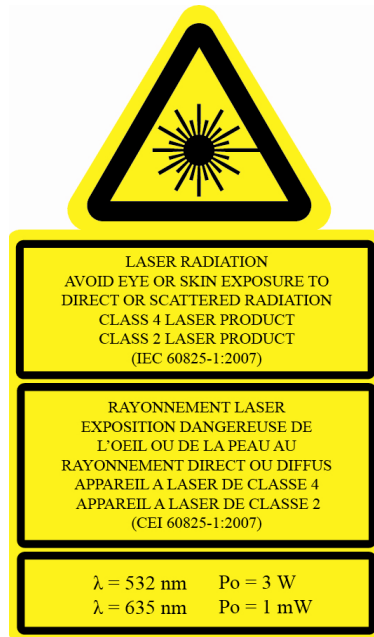 LASER RADIATION
AVOID EYE OR SKIN EXPOSURE TO
DIRECT OR SCATTERED RADIATION
CLASS 4 LASER PRODUCT
CLASS 2 LASER PRODUCT
(IEC 60825-1:2007)
RAYONNEMENT LASER
EXPOSITION DANGEREUSE DE
L'OEIL OU DE LA PEAU AU
RAYONNEMENT DIRECT OU DIFFUS
APPAREIL A LASER DE CLASSE 4
APPAREIL A LASER DE CLASSE 2
(CEI 60825-1:2007)
λ = 532 nm Po = 3 W
λ = 635 nm Po = 1 mW